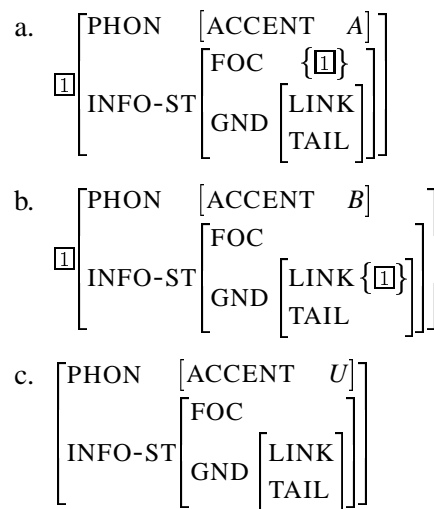 a. PHON [ACCENT A]
FOC {1}
1 INFO-ST LINK
GND
TAIL
b. PHON [ACCENT B]
FOC
1 INFO-ST LINK {1}
GND
TAIL
c. PHON [ACCENT U]
FOC
INFO-ST LINK
GND
TAIL